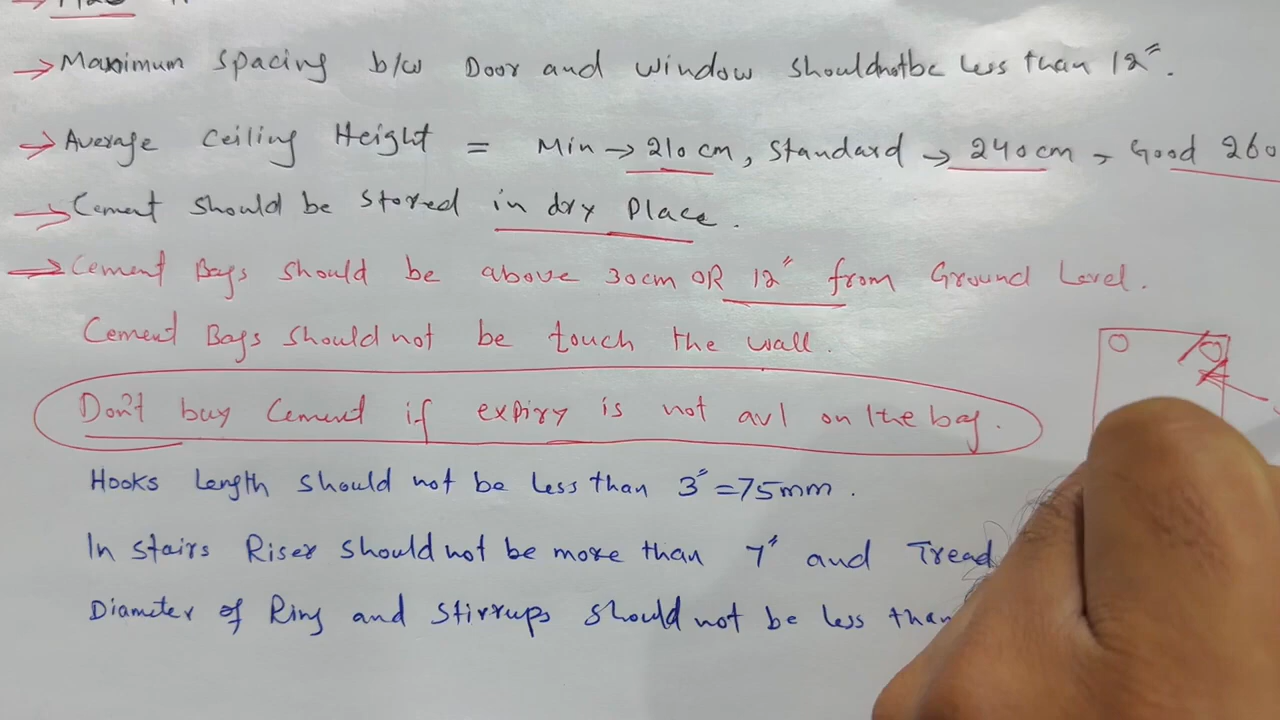 → Maximum Spacing b/w Door and window should not be less than 12".
→ Average Ceiling Height = Min → 210 cm, Standard → 240 cm, Good 260
→ Cement should be stored in dry Place.
→ Cement Bags should be above 30cm OR 12" from Ground Level.
Cement Bags should not be touch the wall.
Don't buy Cement if expiry is not avl on the bag.
Hooks Length should not be less than 3" = 75mm.
In stairs Riser should not be more than 7" and Tread
Diameter of Ring and Stirrups should not be less than